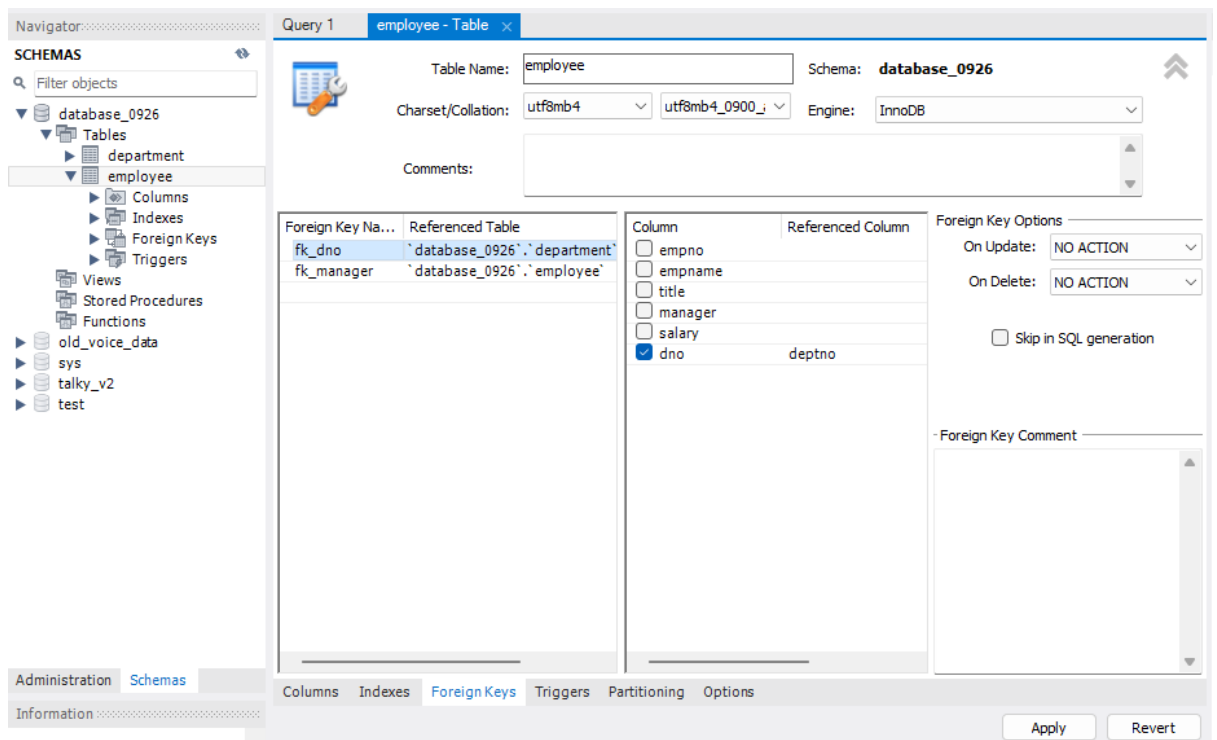 Navigator
SCHEMAS
Filter objects
database_0926
Tables
department
employee
Columns
Indexes
Foreign Keys
Triggers
Views
Stored Procedures
Functions
old_voice_data
sys
talky_v2
test
Administration Schemas
Information
Query 1 employee - Table ×
Table Name: employee Schema: database_0926
Charset/Collation: utf8mb4 utf8mb4_0900_ Engine: InnoDB
Comments:
Foreign Key Na... Referenced Table
fk_dno `database_0926`.`department`
fk_manager `database_0926`.`employee`
Column Referenced Column
empno
empname
title
manager
salary
dno deptno
Foreign Key Options
On Update: NO ACTION
On Delete: NO ACTION
Skip in SQL generation
Foreign Key Comment
Columns Indexes Foreign Keys Triggers Partitioning Options
Apply Revert